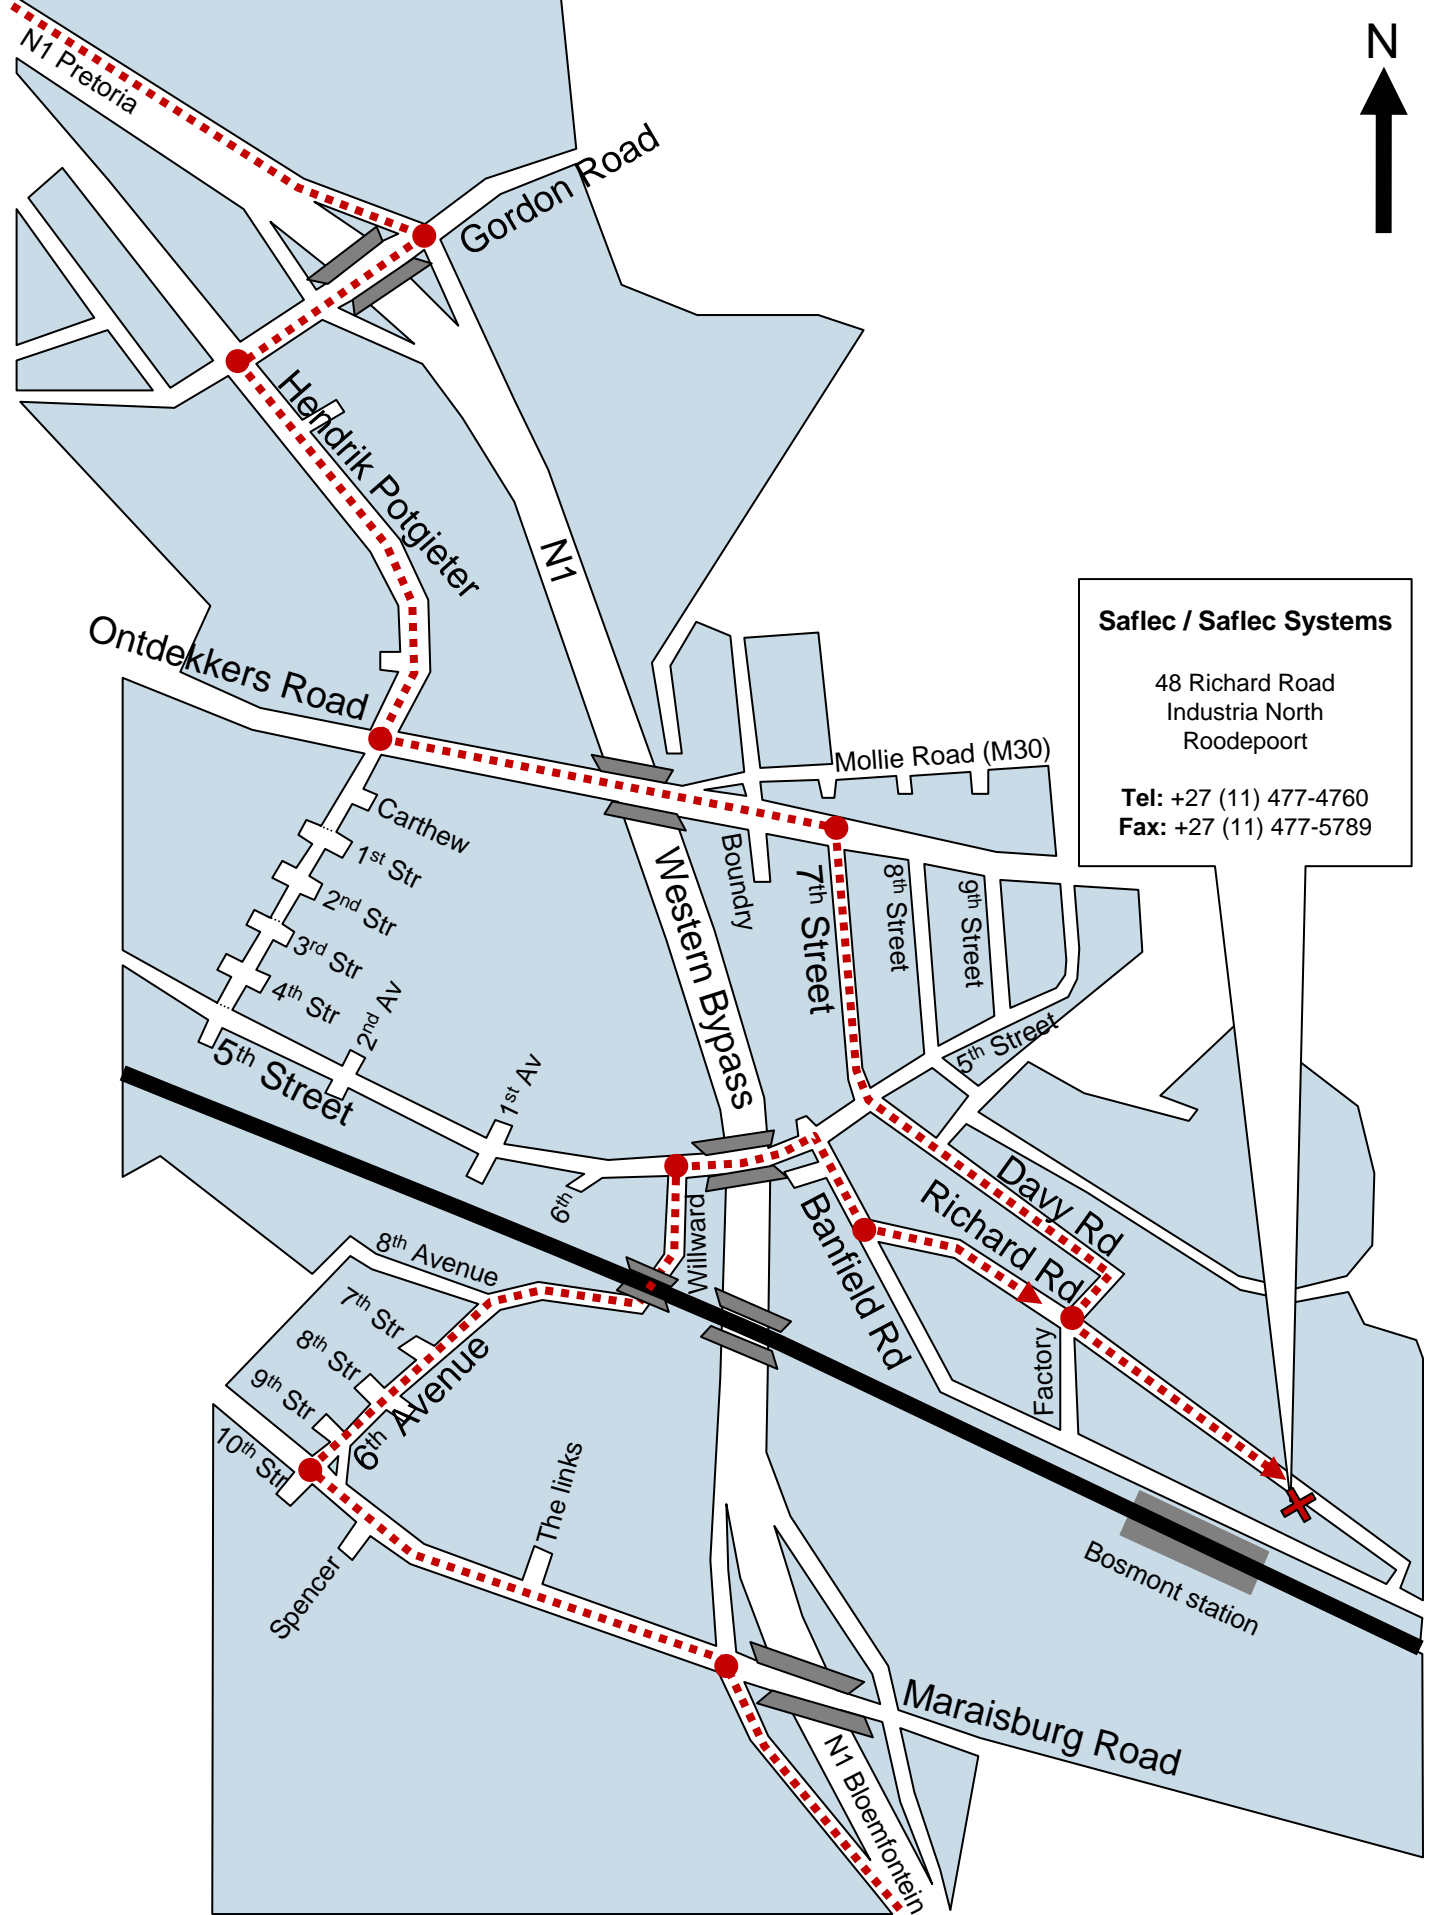 N
N1 Pretoria
Gordon Road
Hendrik Potgieter
N1
Ontdekkers Road
Saflec / Saflec Systems
48 Richard Road
Industria North
Roodepoort
Tel: +27 (11) 477-4760
Fax: +27 (11) 477-5789
Mollie Road (M30)
Carthew
1st Str
2nd Str
3rd Str
4th Str
2nd Av
5th Street
1st Av
6th
Western Bypass
Boundry
7th Street
8th Street
9th Street
5th Street
Davy Rd
Richard Rd
Banfield Rd
Willward
Factory
8th Avenue
7th Str
8th Str
9th Str
10th Str
6th Avenue
The links
Spencer
Bosmont station
Maraisburg Road
N1 Bloemfontein